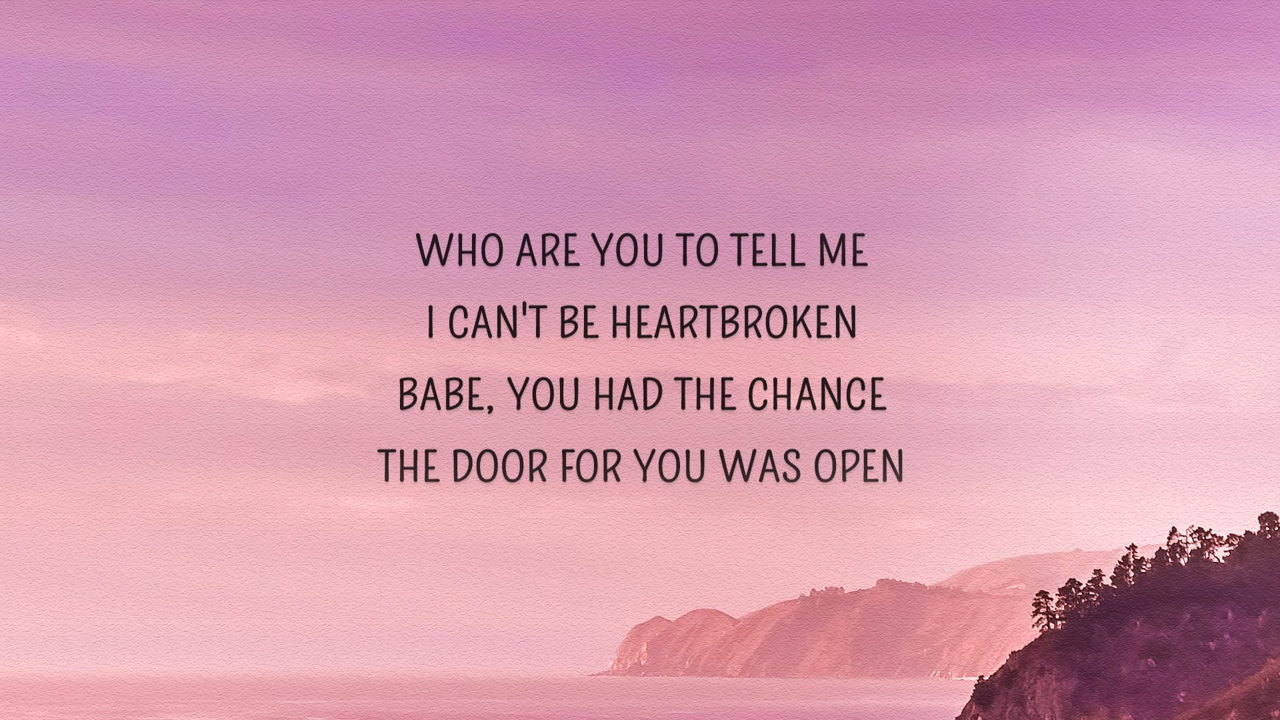 WHO ARE YOU TO TELL ME
I CAN'T BE HEARTBROKEN
BABE, YOU HAD THE CHANCE
THE DOOR FOR YOU WAS OPEN